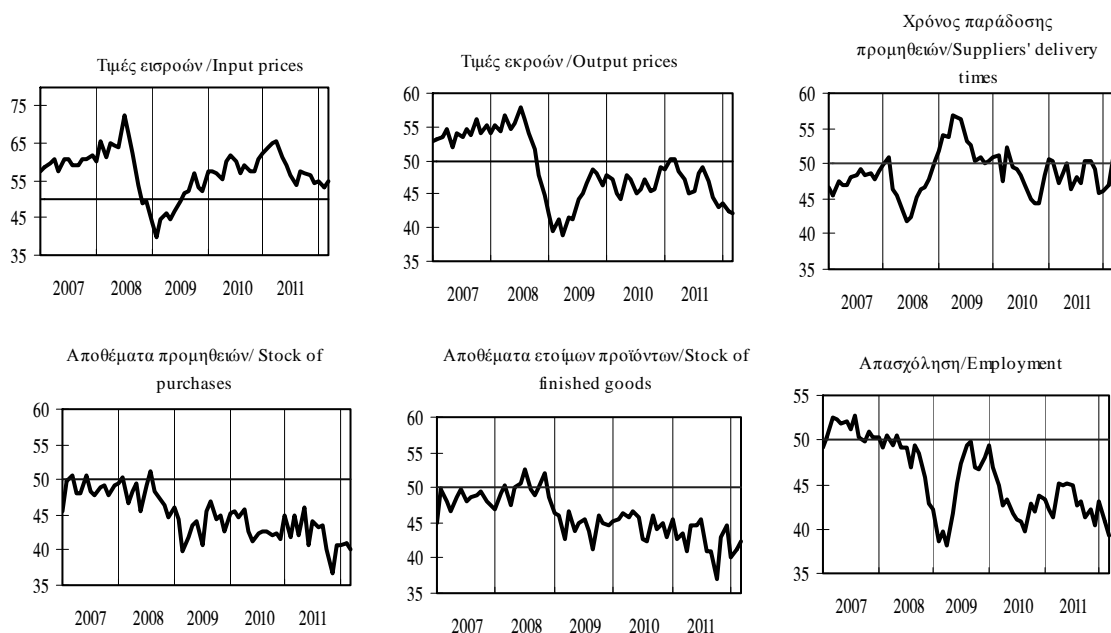 Τιμές εισροών /Input prices
75
65
55
45
35
2007 2008 2009 2010 2011
Τιμές εκροών /Output prices
60
55
50
45
40
35
2007 2008 2009 2010 2011
Χρόνος παράδοσης
προμηθειών/Suppliers' delivery
times
60
55
50
45
40
35
2007 2008 2009 2010 2011
Αποθέματα προμηθειών/ Stock of
purchases
60
55
50
45
40
35
2007 2008 2009 2010 2011
Αποθέματα ετοίμων προϊόντων/Stock of
finished goods
60
55
50
45
40
35
2007 2008 2009 2010 2011
Απασχόληση/Employment
55
50
45
40
35
2007 2008 2009 2010 2011